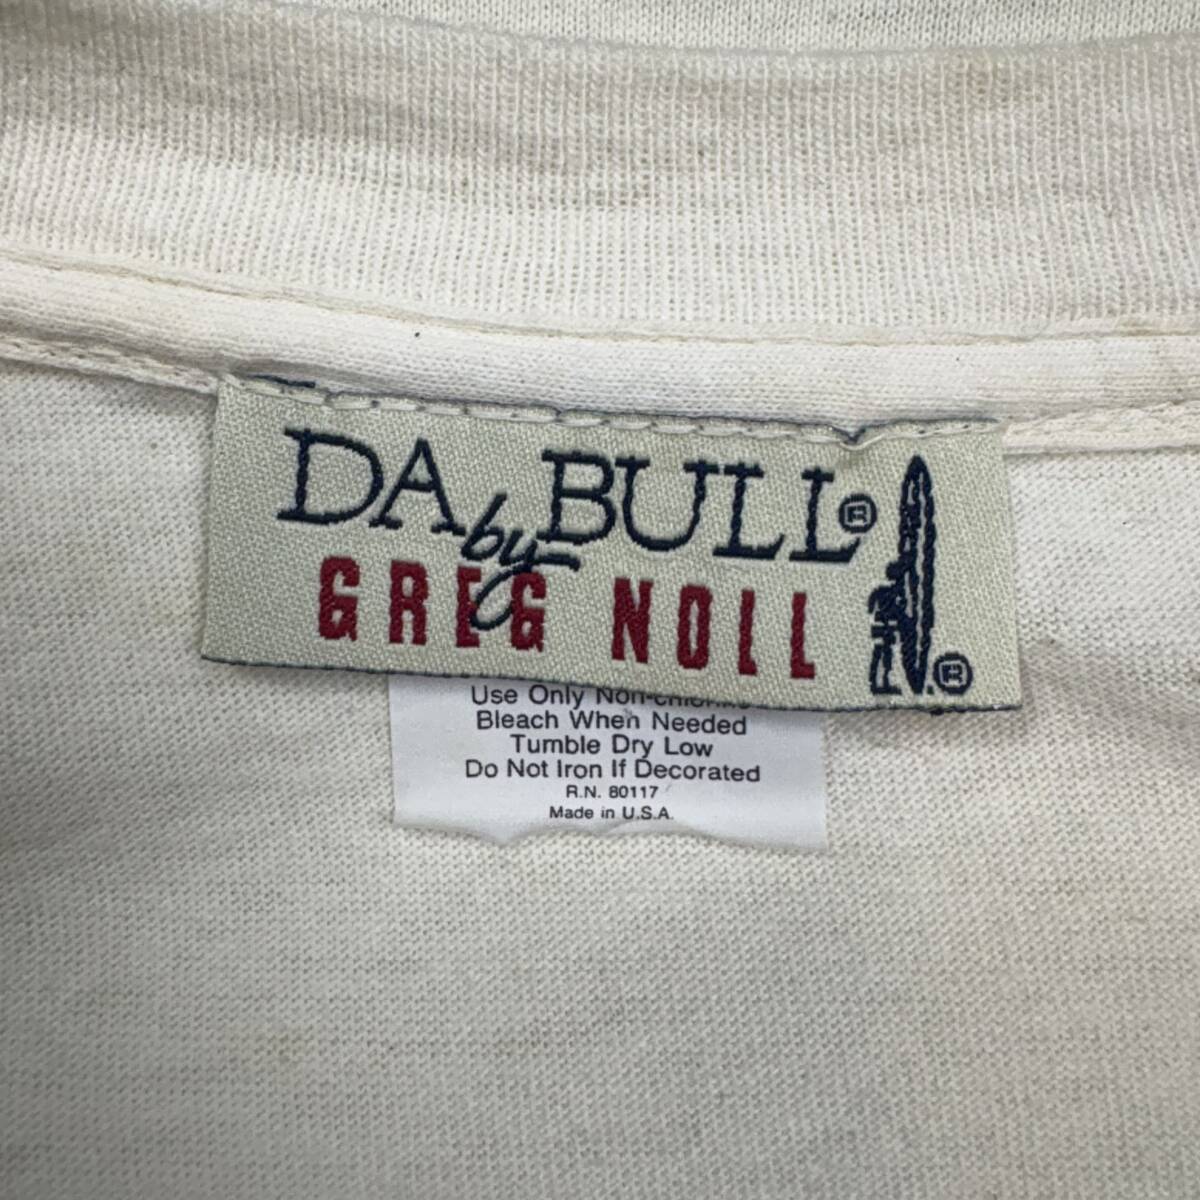 DA by BULL®
GREG NOLL
®
Use Only Non-chlorine
Bleach When Needed
Tumble Dry Low
Do Not Iron If Decorated
R.N. 80117
Made in U.S.A.